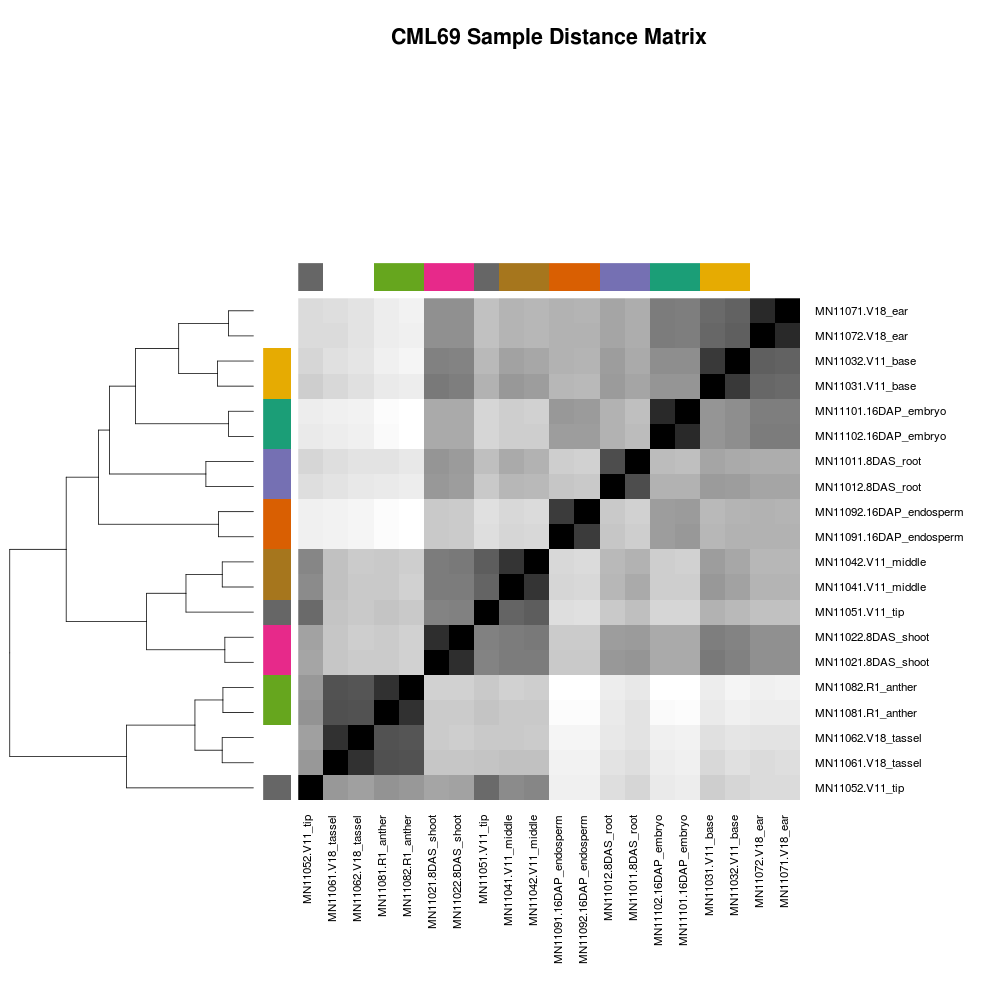 CML69 Sample Distance Matrix
MN11071.V18_ear
MN11072.V18_ear
MN11032.V11_base
MN11031.V11_base
MN11101.16DAP_embryo
MN11102.16DAP_embryo
MN11011.8DAS_root
MN11012.8DAS_root
MN11092.16DAP_endosperm
MN11091.16DAP_endosperm
MN11042.V11_middle
MN11041.V11_middle
MN11051.V11_tip
MN11022.8DAS_shoot
MN11021.8DAS_shoot
MN11082.R1_anther
MN11081.R1_anther
MN11062.V18_tassel
MN11061.V18_tassel
MN11052.V11_tip
MN11052.V11_tip
MN11061.V18_tassel
MN11062.V18_tassel
MN11081.R1_anther
MN11082.R1_anther
MN11021.8DAS_shoot
MN11022.8DAS_shoot
MN11051.V11_tip
MN11041.V11_middle
MN11042.V11_middle
MN11091.16DAP_endosperm
MN11092.16DAP_endosperm
MN11012.8DAS_root
MN11011.8DAS_root
MN11102.16DAP_embryo
MN11101.16DAP_embryo
MN11031.V11_base
MN11032.V11_base
MN11072.V18_ear
MN11071.V18_ear